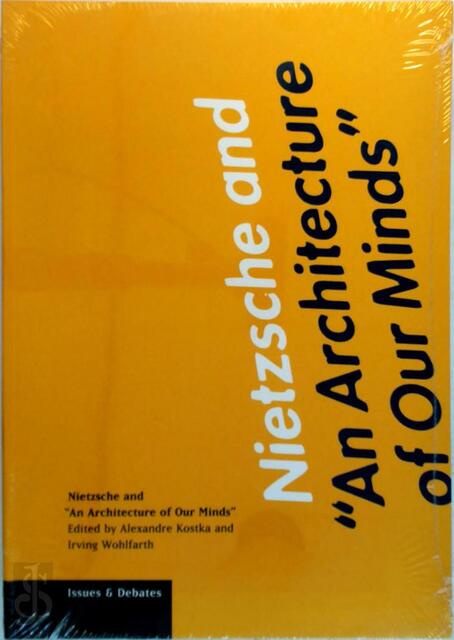 Nietzsche and
“An Architecture
of Our Minds”
Nietzsche and
“An Architecture of Our Minds”
Edited by Alexandre Kostka and
Irving Wohlfarth
Issues & Debates